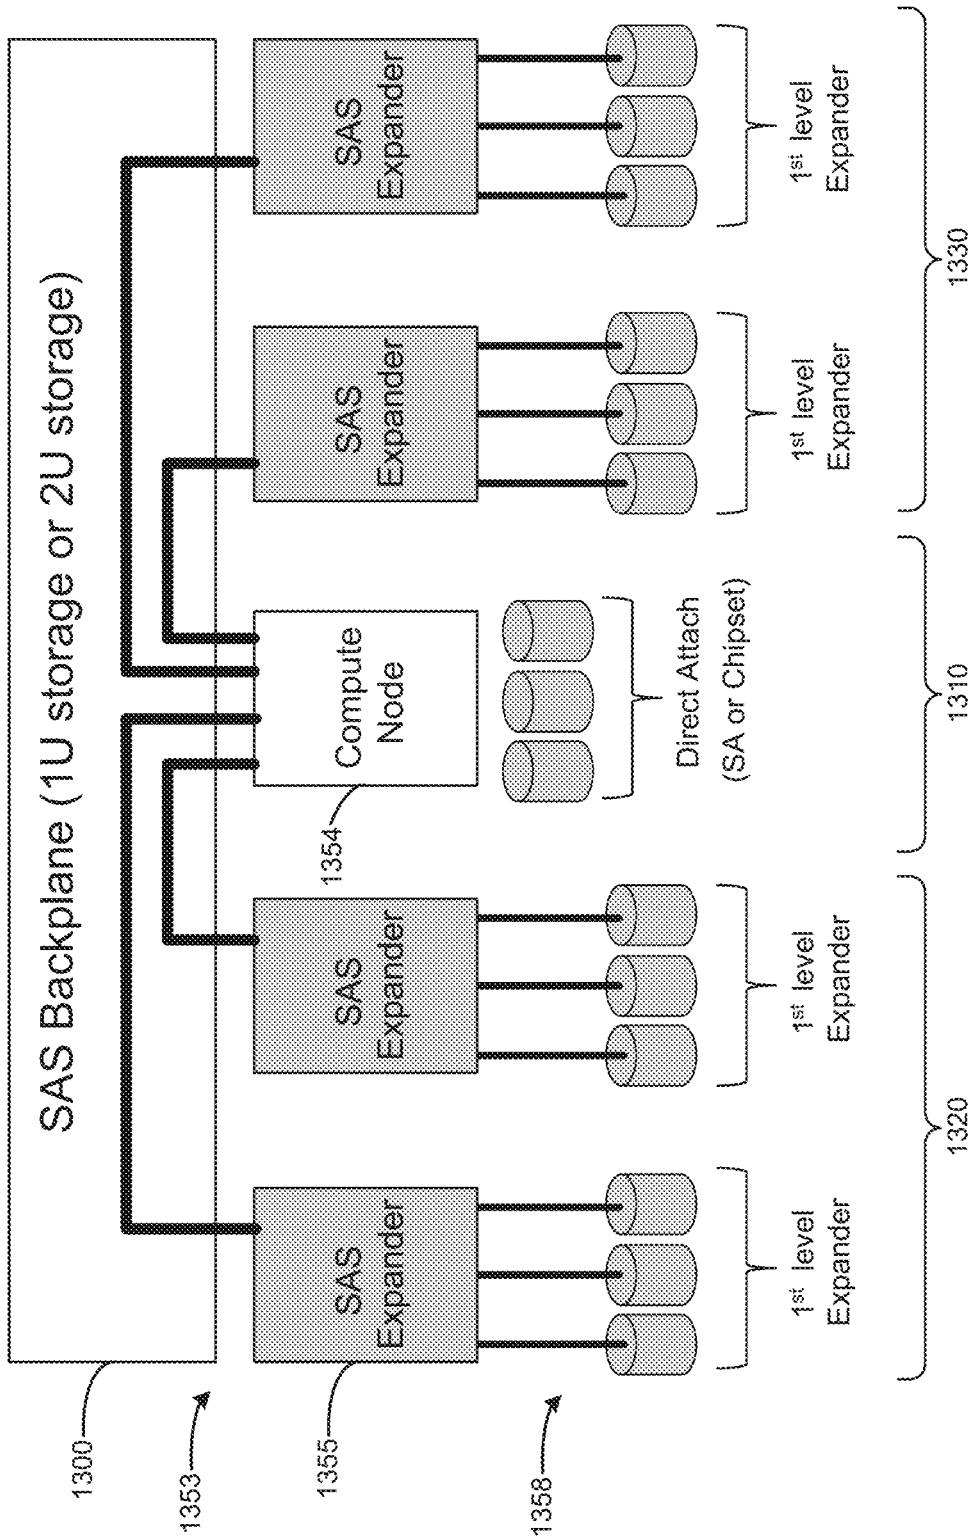 SAS Backplane (1U storage or 2U storage)
1300
1353
1355
SAS
Expander
SAS
Expander
1354
Compute
Node
SAS
Expander
SAS
Expander
1358
1st level
Expander
1st level
Expander
Direct Attach
(SA or Chipset)
1st level
Expander
1st level
Expander
1320
1310
1330